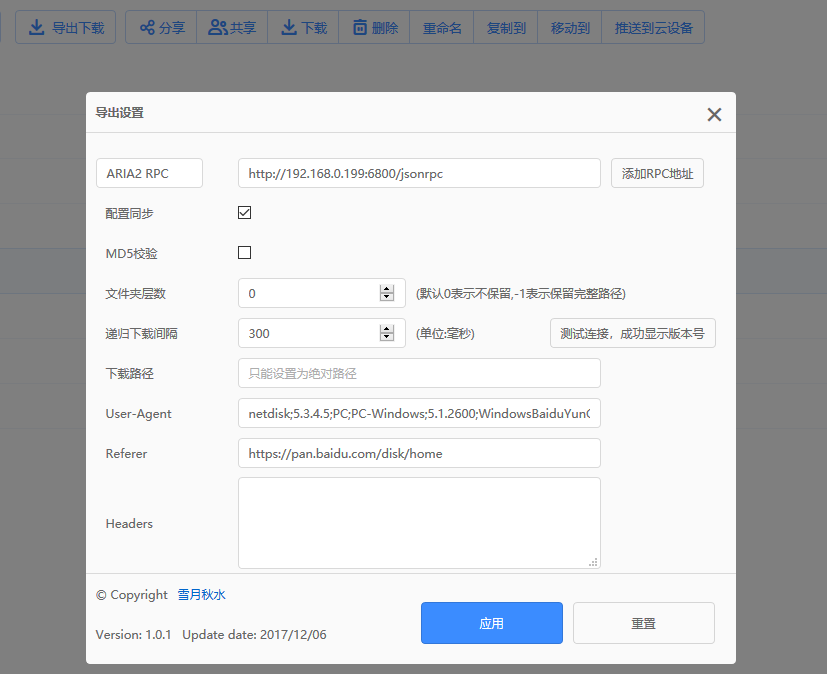 导出下载 分享 共享 下载 删除 重命名 复制到 移动到 推送到云设备
导出设置
ARIA2 RPC http://192.168.0.199:6800/jsonrpc 添加RPC地址
配置同步
MD5校验
文件夹层数 0 (默认0表示不保留,-1表示保留完整路径)
递归下载间隔 300 (单位:毫秒) 测试连接，成功显示版本号
下载路径 只能设置为绝对路径
User-Agent netdisk;5.3.4.5;PC;PC-Windows;5.1.2600;WindowsBaiduYunG
Referer https://pan.baidu.com/disk/home
Headers
© Copyright 雪月秋水
Version: 1.0.1 Update date: 2017/12/06
应用 重置